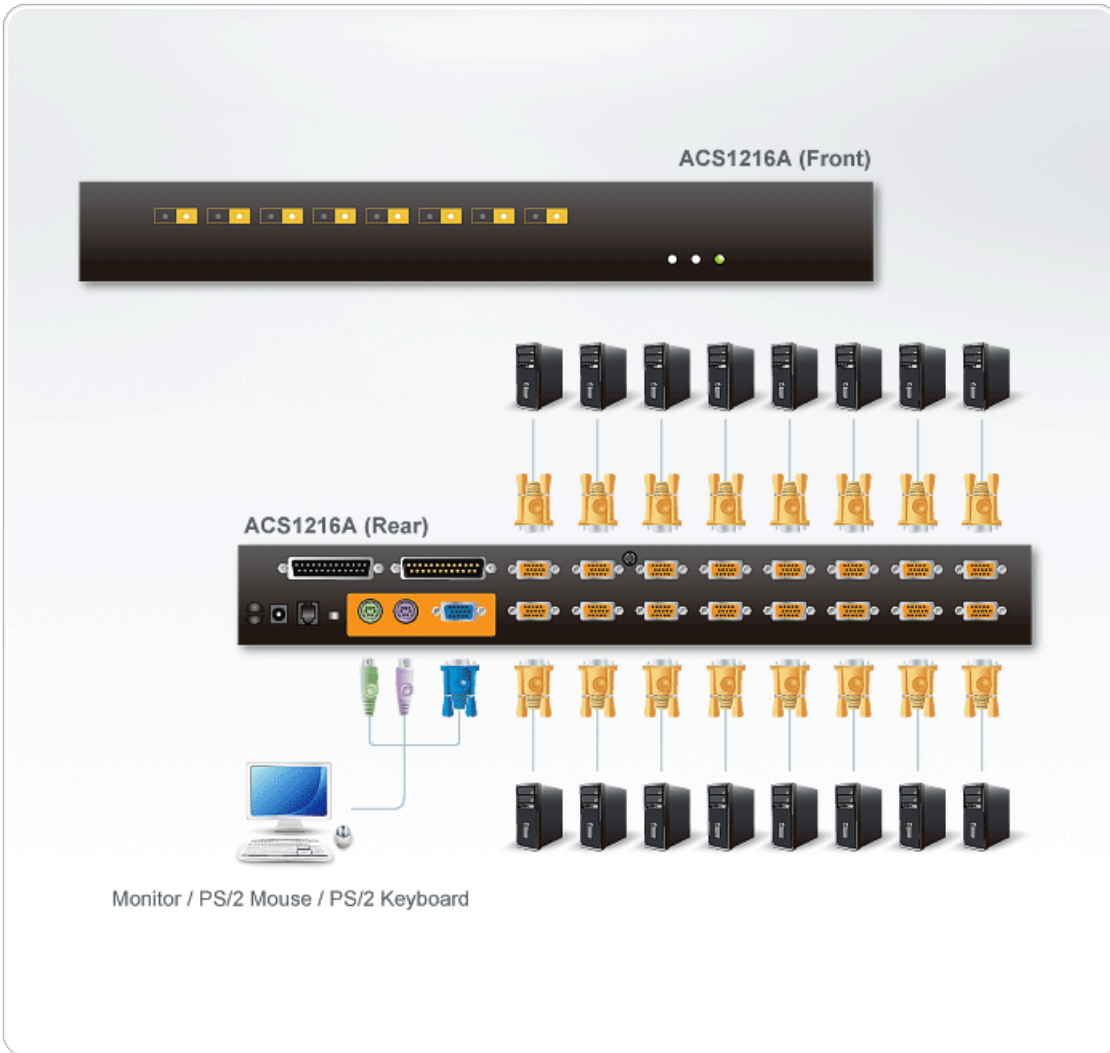 ACS1216A (Front)
ACS1216A (Rear)
Monitor / PS/2 Mouse / PS/2 Keyboard